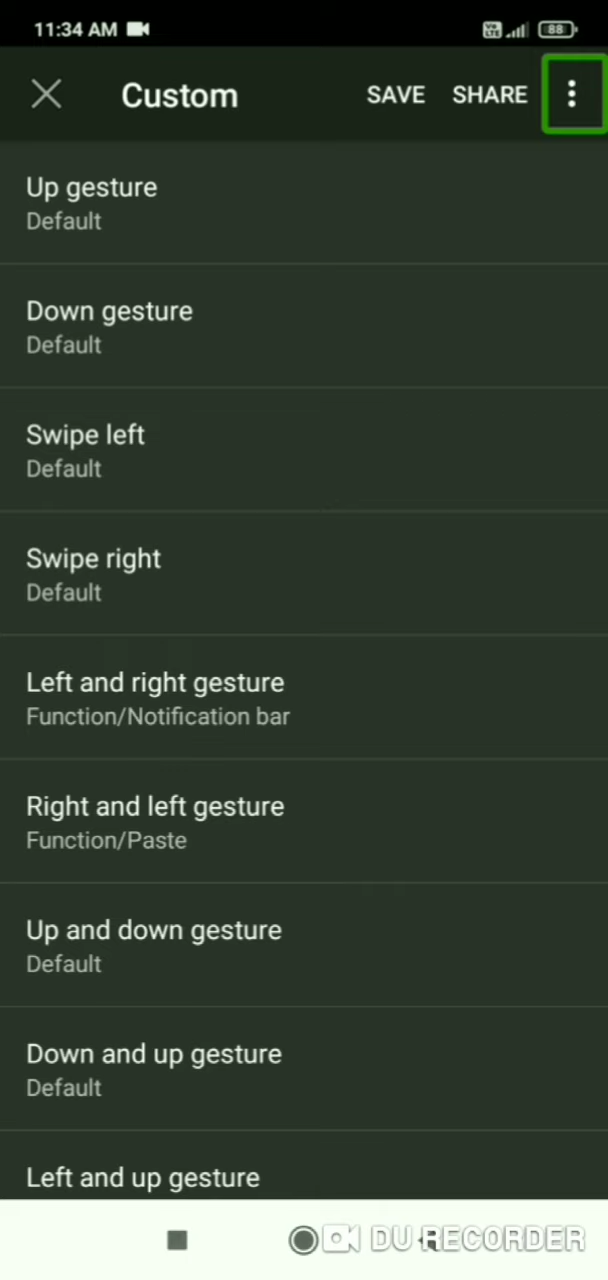 11:34 AM
88
Custom
SAVE
SHARE
Up gesture
Default
Down gesture
Default
Swipe left
Default
Swipe right
Default
Left and right gesture
Function/Notification bar
Right and left gesture
Function/Paste
Up and down gesture
Default
Down and up gesture
Default
Left and up gesture
DU RECORDER